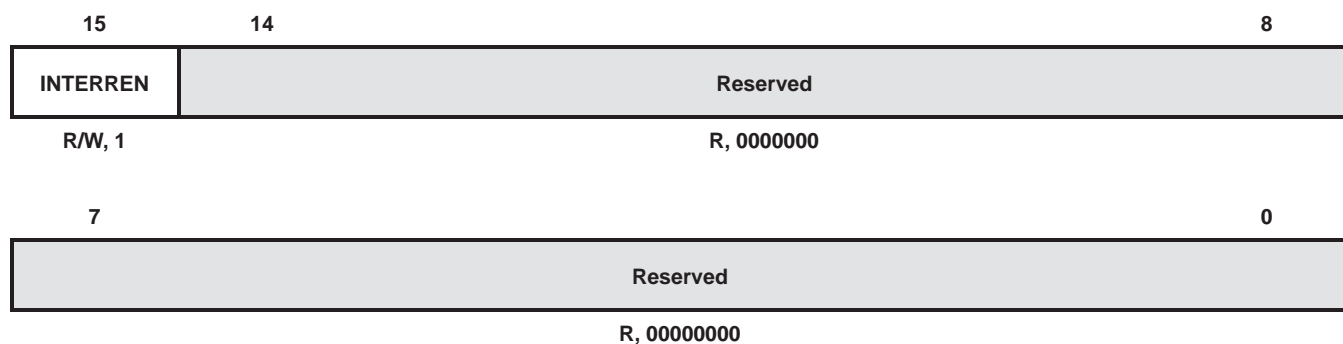 15 14 8
INTERREN Reserved
R/W, 1 R, 0000000
7 0
Reserved
R, 00000000